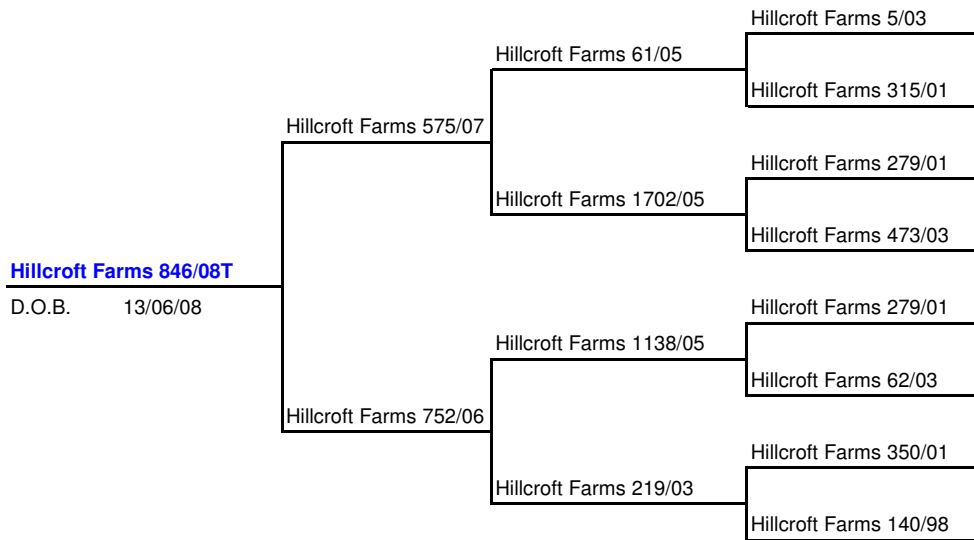 Hillcroft Farms 5/03
Hillcroft Farms 61/05
Hillcroft Farms 315/01
Hillcroft Farms 575/07
Hillcroft Farms 279/01
Hillcroft Farms 1702/05
Hillcroft Farms 473/03
Hillcroft Farms 846/08T
D.O.B. 13/06/08
Hillcroft Farms 279/01
Hillcroft Farms 1138/05
Hillcroft Farms 62/03
Hillcroft Farms 752/06
Hillcroft Farms 350/01
Hillcroft Farms 219/03
Hillcroft Farms 140/98